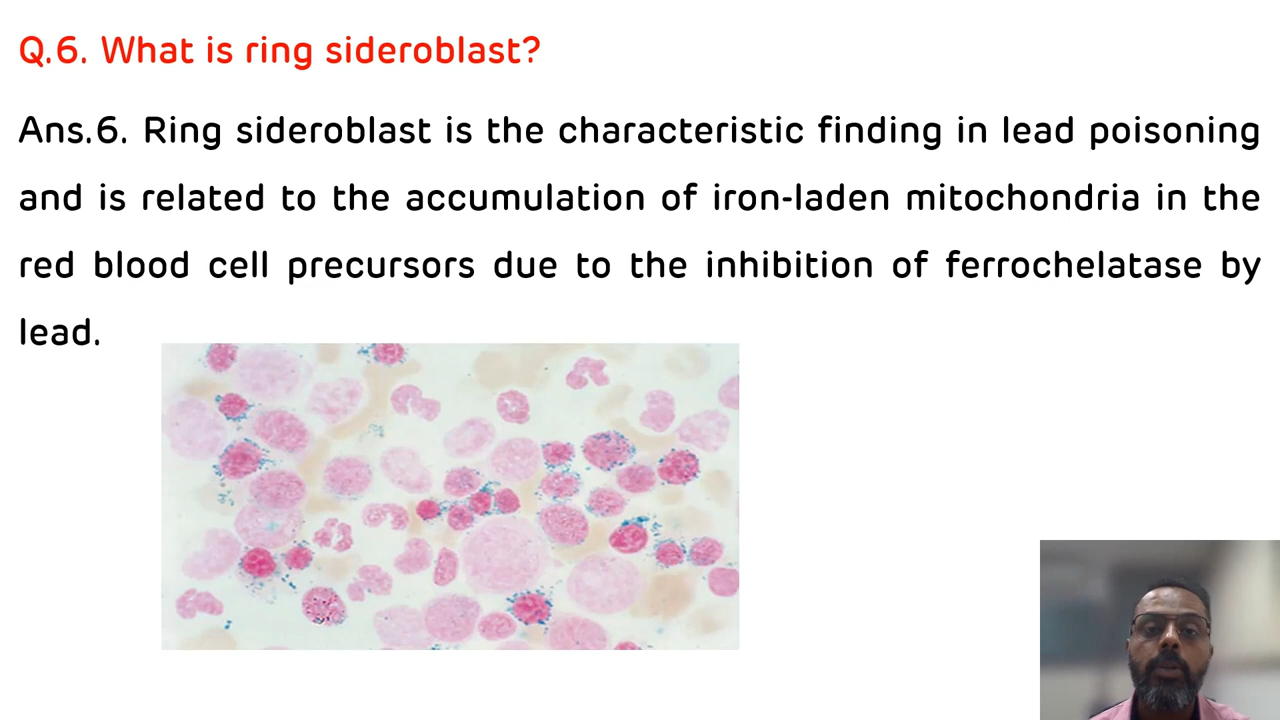 Q.6. What is ring sideroblast?
Ans.6. Ring sideroblast is the characteristic finding in lead poisoning
and is related to the accumulation of iron-laden mitochondria in the
red blood cell precursors due to the inhibition of ferrochelatase by
lead.